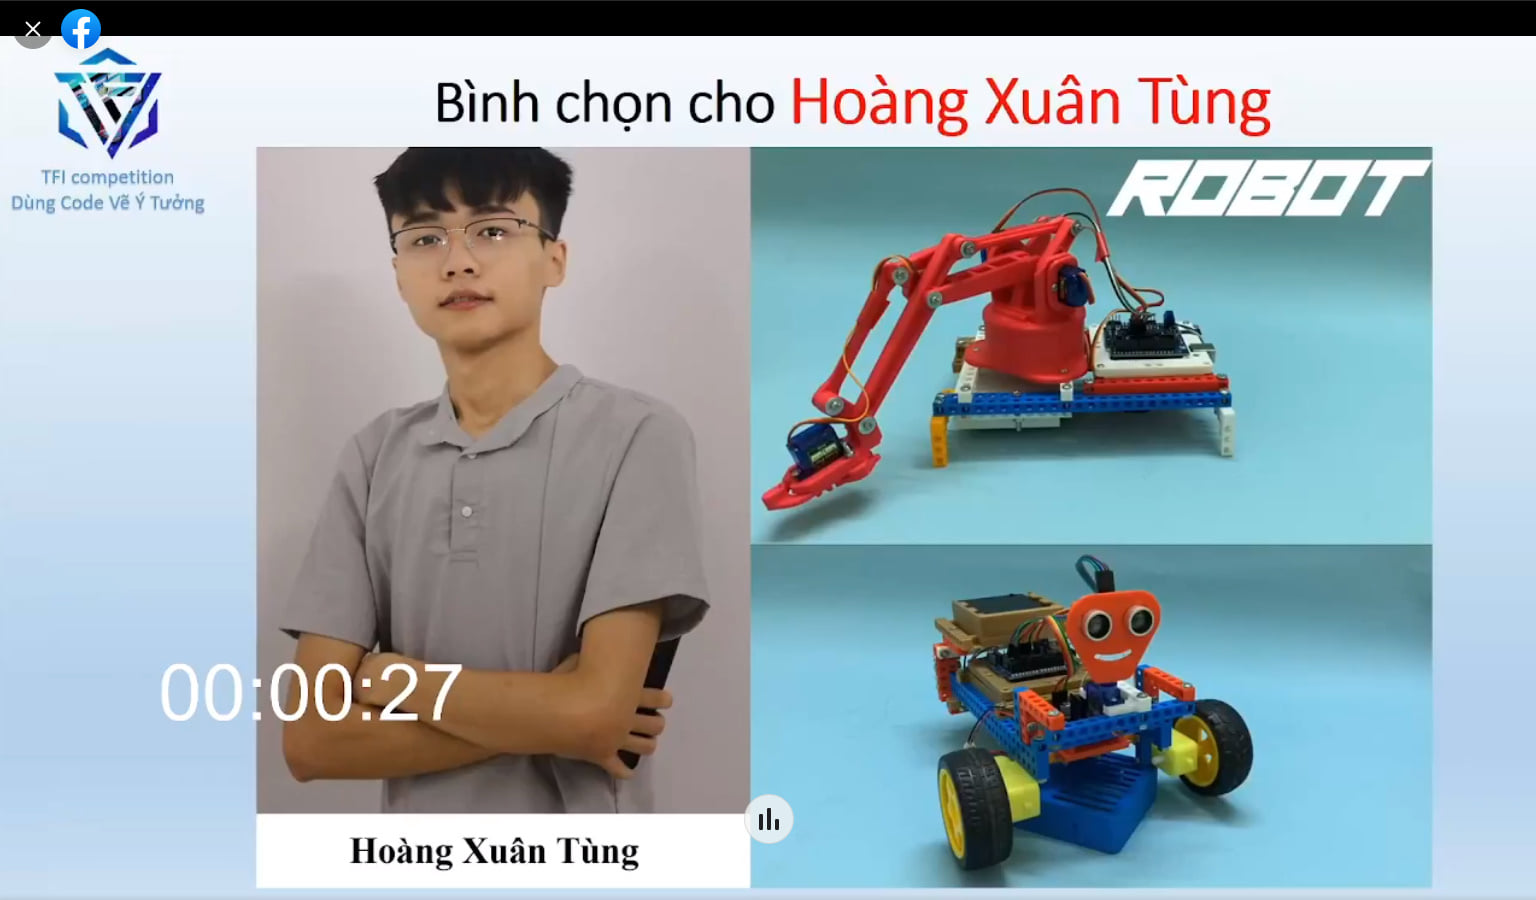 Bình chọn cho Hoàng Xuân Tùng
TFI competition
Dùng Code Vẽ Ý Tưởng
ROBOT
00:00:27
Hoàng Xuân Tùng